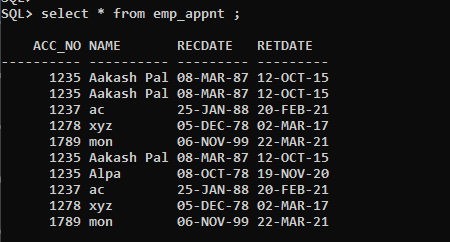 SQL>
SQL> select * from emp_appnt ;
ACC_NO NAME RECDATE RETDATE
---------- ---------- --------- ---------
1235 Aakash Pal 08-MAR-87 12-OCT-15
1235 Aakash Pal 08-MAR-87 12-OCT-15
1237 ac 25-JAN-88 20-FEB-21
1278 xyz 05-DEC-78 02-MAR-17
1789 mon 06-NOV-99 22-MAR-21
1235 Aakash Pal 08-MAR-87 12-OCT-15
1235 Alpa 08-OCT-78 19-NOV-20
1237 ac 25-JAN-88 20-FEB-21
1278 xyz 05-DEC-78 02-MAR-17
1789 mon 06-NOV-99 22-MAR-21